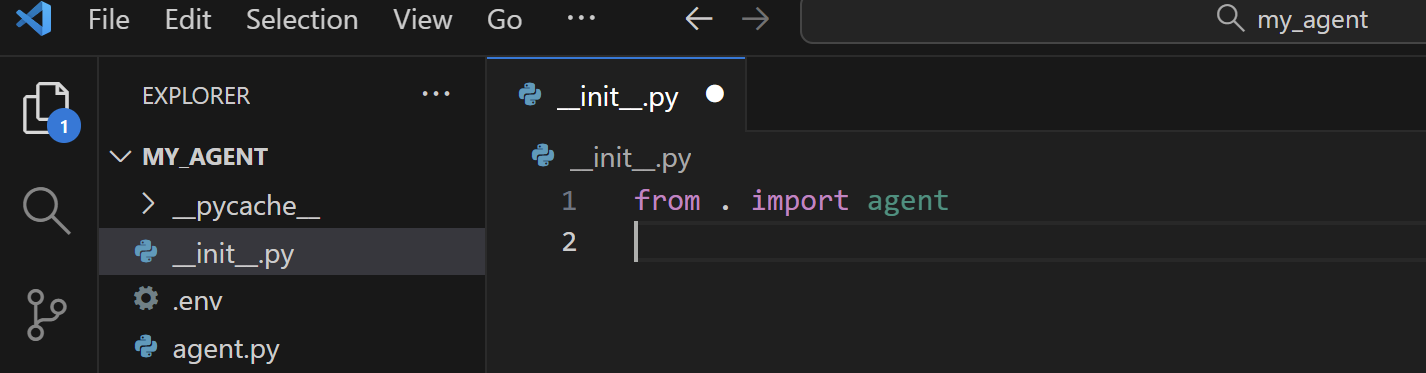 File Edit Selection View Go ··· my_agent
EXPLORER ···
1
MY_AGENT
__pycache__
__init__.py
.env
agent.py
__init__.py
__init__.py
1 from . import agent
2